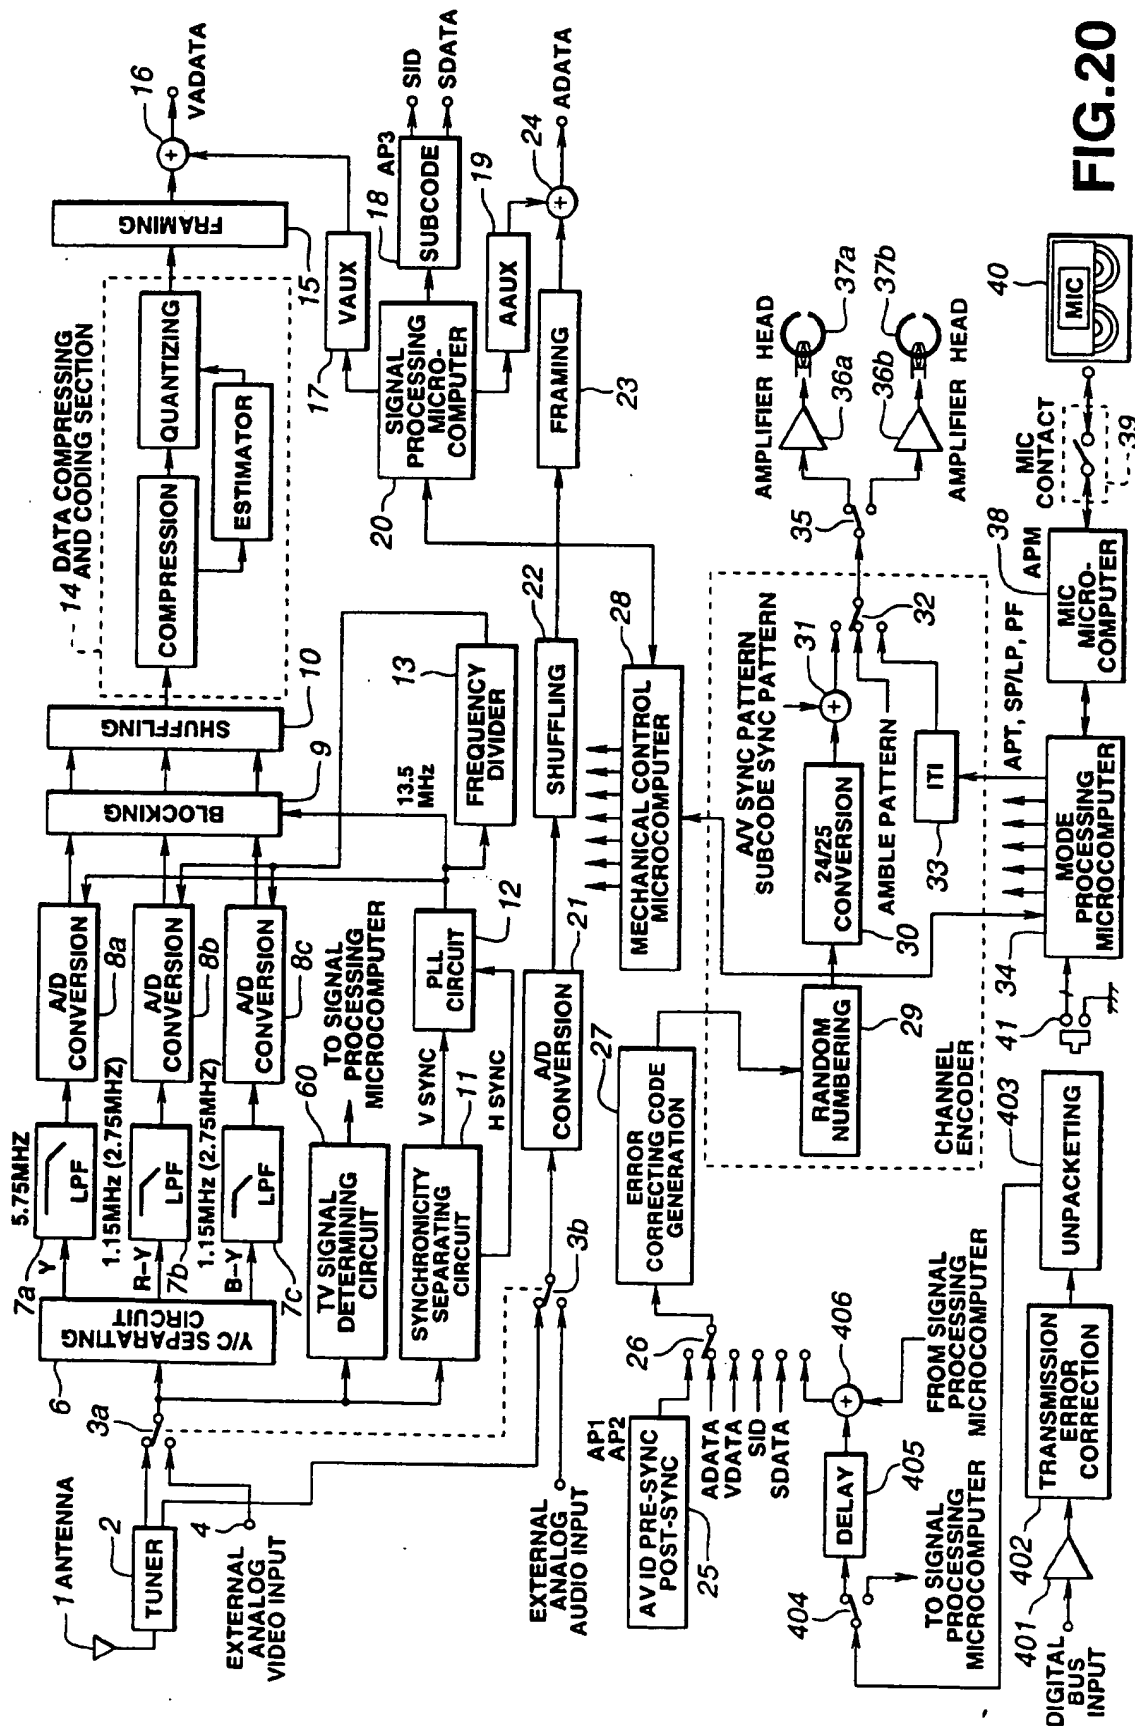 1 ANTENNA
2
TUNER
EXTERNAL
ANALOG
VIDEO INPUT
4
3a
6
Y/C SEPARATING
CIRCUIT
7a
Y
5.75MHZ
LPF
R-Y
7b
1.15MHz (2.75MHZ)
LPF
B-Y
7c
1.15MHz (2.75MHZ)
LPF
A/D
CONVERSION
8a
A/D
CONVERSION
8b
A/D
CONVERSION
8c
BLOCKING
9
SHUFFLING
10
14
DATA COMPRESSING
AND CODING SECTION
COMPRESSION
QUANTIZING
ESTIMATOR
FRAMING
15
16
VADATA
60
TV SIGNAL
DETERMINING
CIRCUIT
TO SIGNAL
PROCESSING
MICROCOMPUTER
SYNCHRONICITY
SEPARATING
CIRCUIT
11
V SYNC
H SYNC
PLL
CIRCUIT
12
13.5
MHz
13
FREQUENCY
DIVIDER
17
VAUX
18
AP3
SUBCODE
SID
SDATA
20
SIGNAL
PROCESSING
MICRO-
COMPUTER
AAUX
19
24
ADATA
EXTERNAL
ANALOG
AUDIO INPUT
3b
A/D
CONVERSION
21
SHUFFLING
22
FRAMING
23
AV ID PRE-SYNC
POST-SYNC
25
AP1
AP2
ADATA
VDATA
SID
SDATA
26
27
ERROR
CORRECTING CODE
GENERATION
MECHANICAL CONTROL
MICROCOMPUTER
28
RANDOM
NUMBERING
29
CHANNEL
ENCODER
24/25
CONVERSION
30
A/V SYNC PATTERN
SUBCODE SYNC PATTERN
31
AMBLE PATTERN
32
ITI
33
35
AMPLIFIER HEAD
36a
37a
36b
37b
AMPLIFIER HEAD
404
DELAY
405
406
TO SIGNAL
PROCESSING
MICROCOMPUTER
FROM SIGNAL
PROCESSING
MICROCOMPUTER
DIGITAL
BUS
INPUT
401
402
TRANSMISSION
ERROR
CORRECTION
UNPACKETING
403
41
34
MODE
PROCESSING
MICROCOMPUTER
APT, SP/LP, PF
MIC
MICRO-
COMPUTER
APM
38
MIC
CONTACT
39
40
MIC
FIG.20